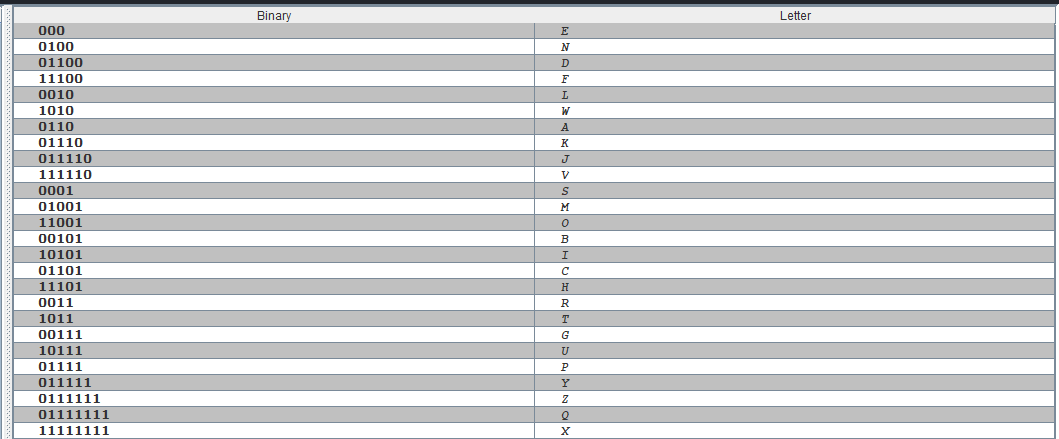 Binary Letter
000 E
0100 N
01100 D
11100 F
0010 L
1010 W
0110 A
01110 K
011110 J
111110 V
0001 S
01001 M
11001 O
00101 B
10101 I
01101 C
11101 H
0011 R
1011 T
00111 G
10111 U
01111 P
011111 Y
0111111 Z
01111111 Q
11111111 X